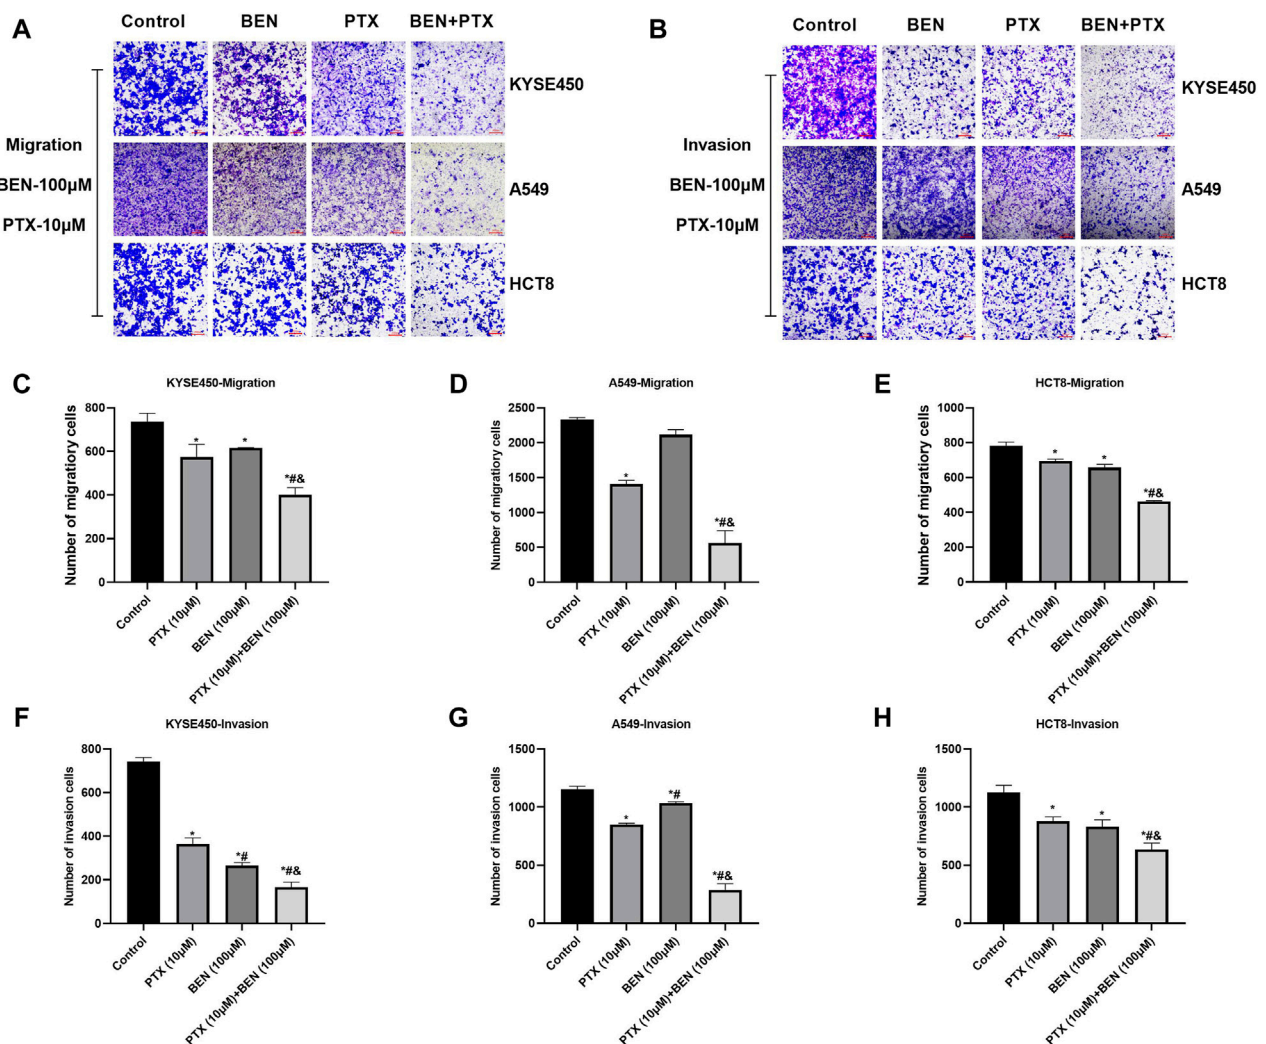 A
Control BEN PTX BEN+PTX
KYSE450
Migration
BEN-100μM
A549
PTX-10μM
HCT8
B
Control BEN PTX BEN+PTX
KYSE450
Invasion
BEN-100μM
A549
PTX-10μM
HCT8
C
KYSE450-Migration
Number of migratiory cells
800
600
400
200
0
*
*
*#&
Control
PTX (10μM)
BEN (100μM)
PTX (10μM)+BEN (100μM)
D
A549-Migration
Number of migratiory cells
2500
2000
1500
1000
500
0
*
*#&
Control
PTX (10μM)
BEN (100μM)
PTX (10μM)+BEN (100μM)
E
HCT8-Migration
Number of migratiory cells
1000
800
600
400
200
0
*
*
*#&
Control
PTX (10μM)
BEN (100μM)
PTX (10μM)+BEN (100μM)
F
KYSE450-Invasion
Number of invasion cells
800
600
400
200
0
*
*#
*#&
Control
PTX (10μM)
BEN (100μM)
PTX (10μM)+BEN (100μM)
G
A549-Invasion
Number of invasion cells
1500
1000
500
0
*
*#
*#&
Control
PTX (10μM)
BEN (100μM)
PTX (10μM)+BEN (100μM)
H
HCT8-Invasion
Number of invasion cells
1500
1000
500
0
*
*
*#&
Control
PTX (10μM)
BEN (100μM)
PTX (10μM)+BEN (100μM)